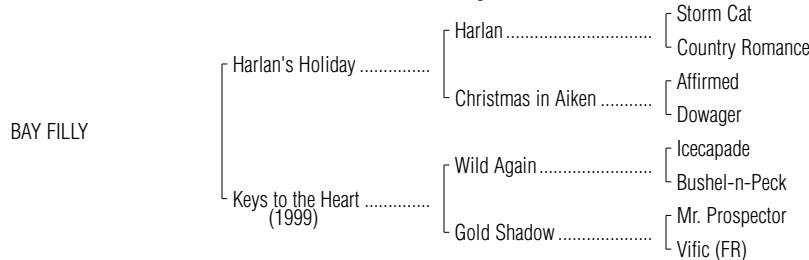 Storm Cat
Harlan ................................
Country Romance
Harlan's Holiday ...............
Affirmed
Christmas in Aiken ...........
Dowager
BAY FILLY
Icecapade
Wild Again .........................
Bushel-n-Peck
Keys to the Heart ..............
(1999)
Mr. Prospector
Gold Shadow .....................
Vific (FR)